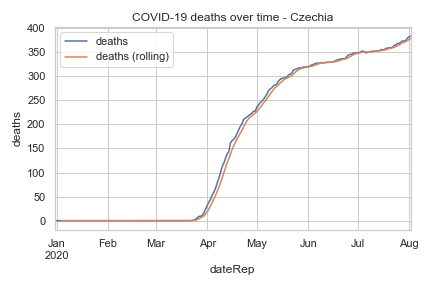 COVID-19 deaths over time - Czechia
deaths
deaths (rolling)
400
350
300
250
200
150
100
50
0
deaths
Jan Feb Mar Apr May Jun Jul Aug
2020
dateRep